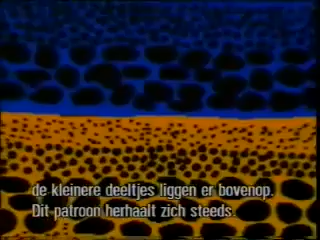 de kleinere deeltjes liggen er bovenop.
Dit patroon herhaalt zich steeds.